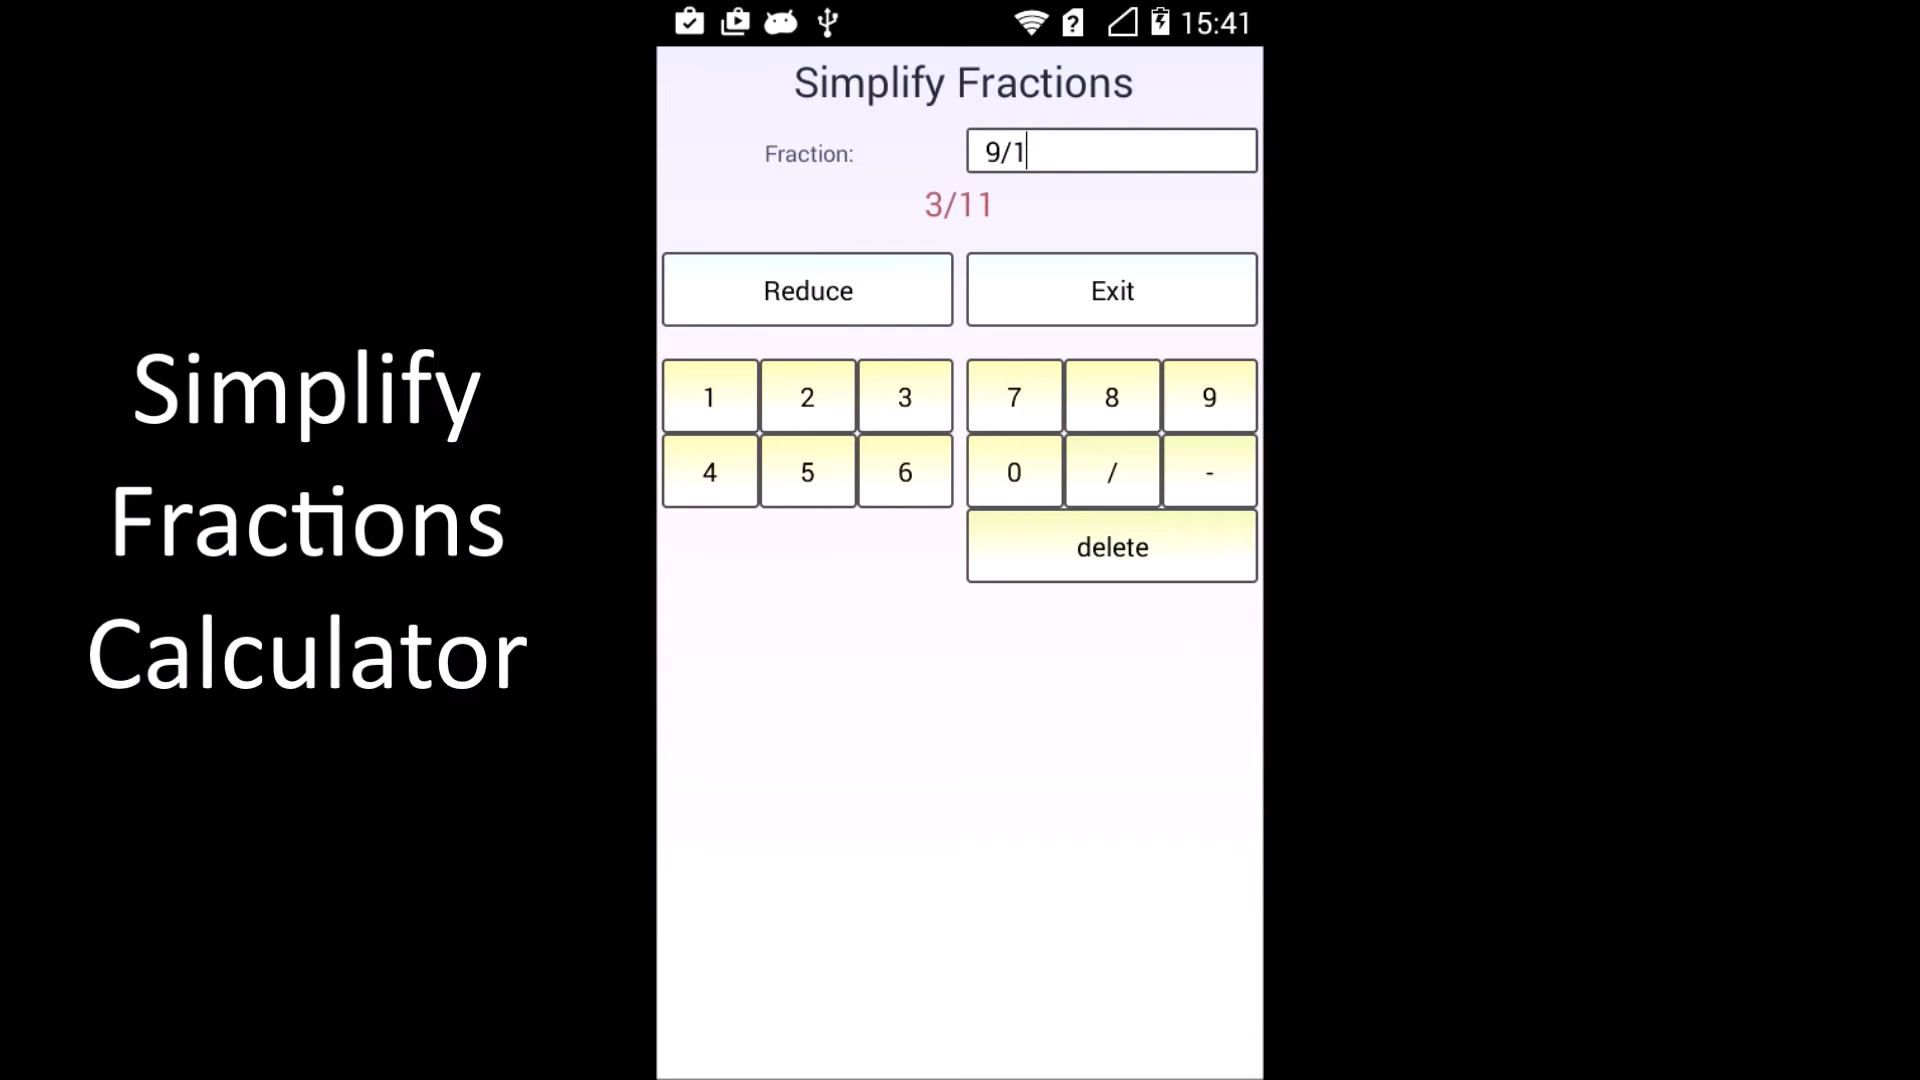 15:41
Simplify Fractions
Fraction: 9/1
3/11
Reduce Exit
1 2 3 7 8 9
4 5 6 0 / -
delete
Simplify
Fractions
Calculator